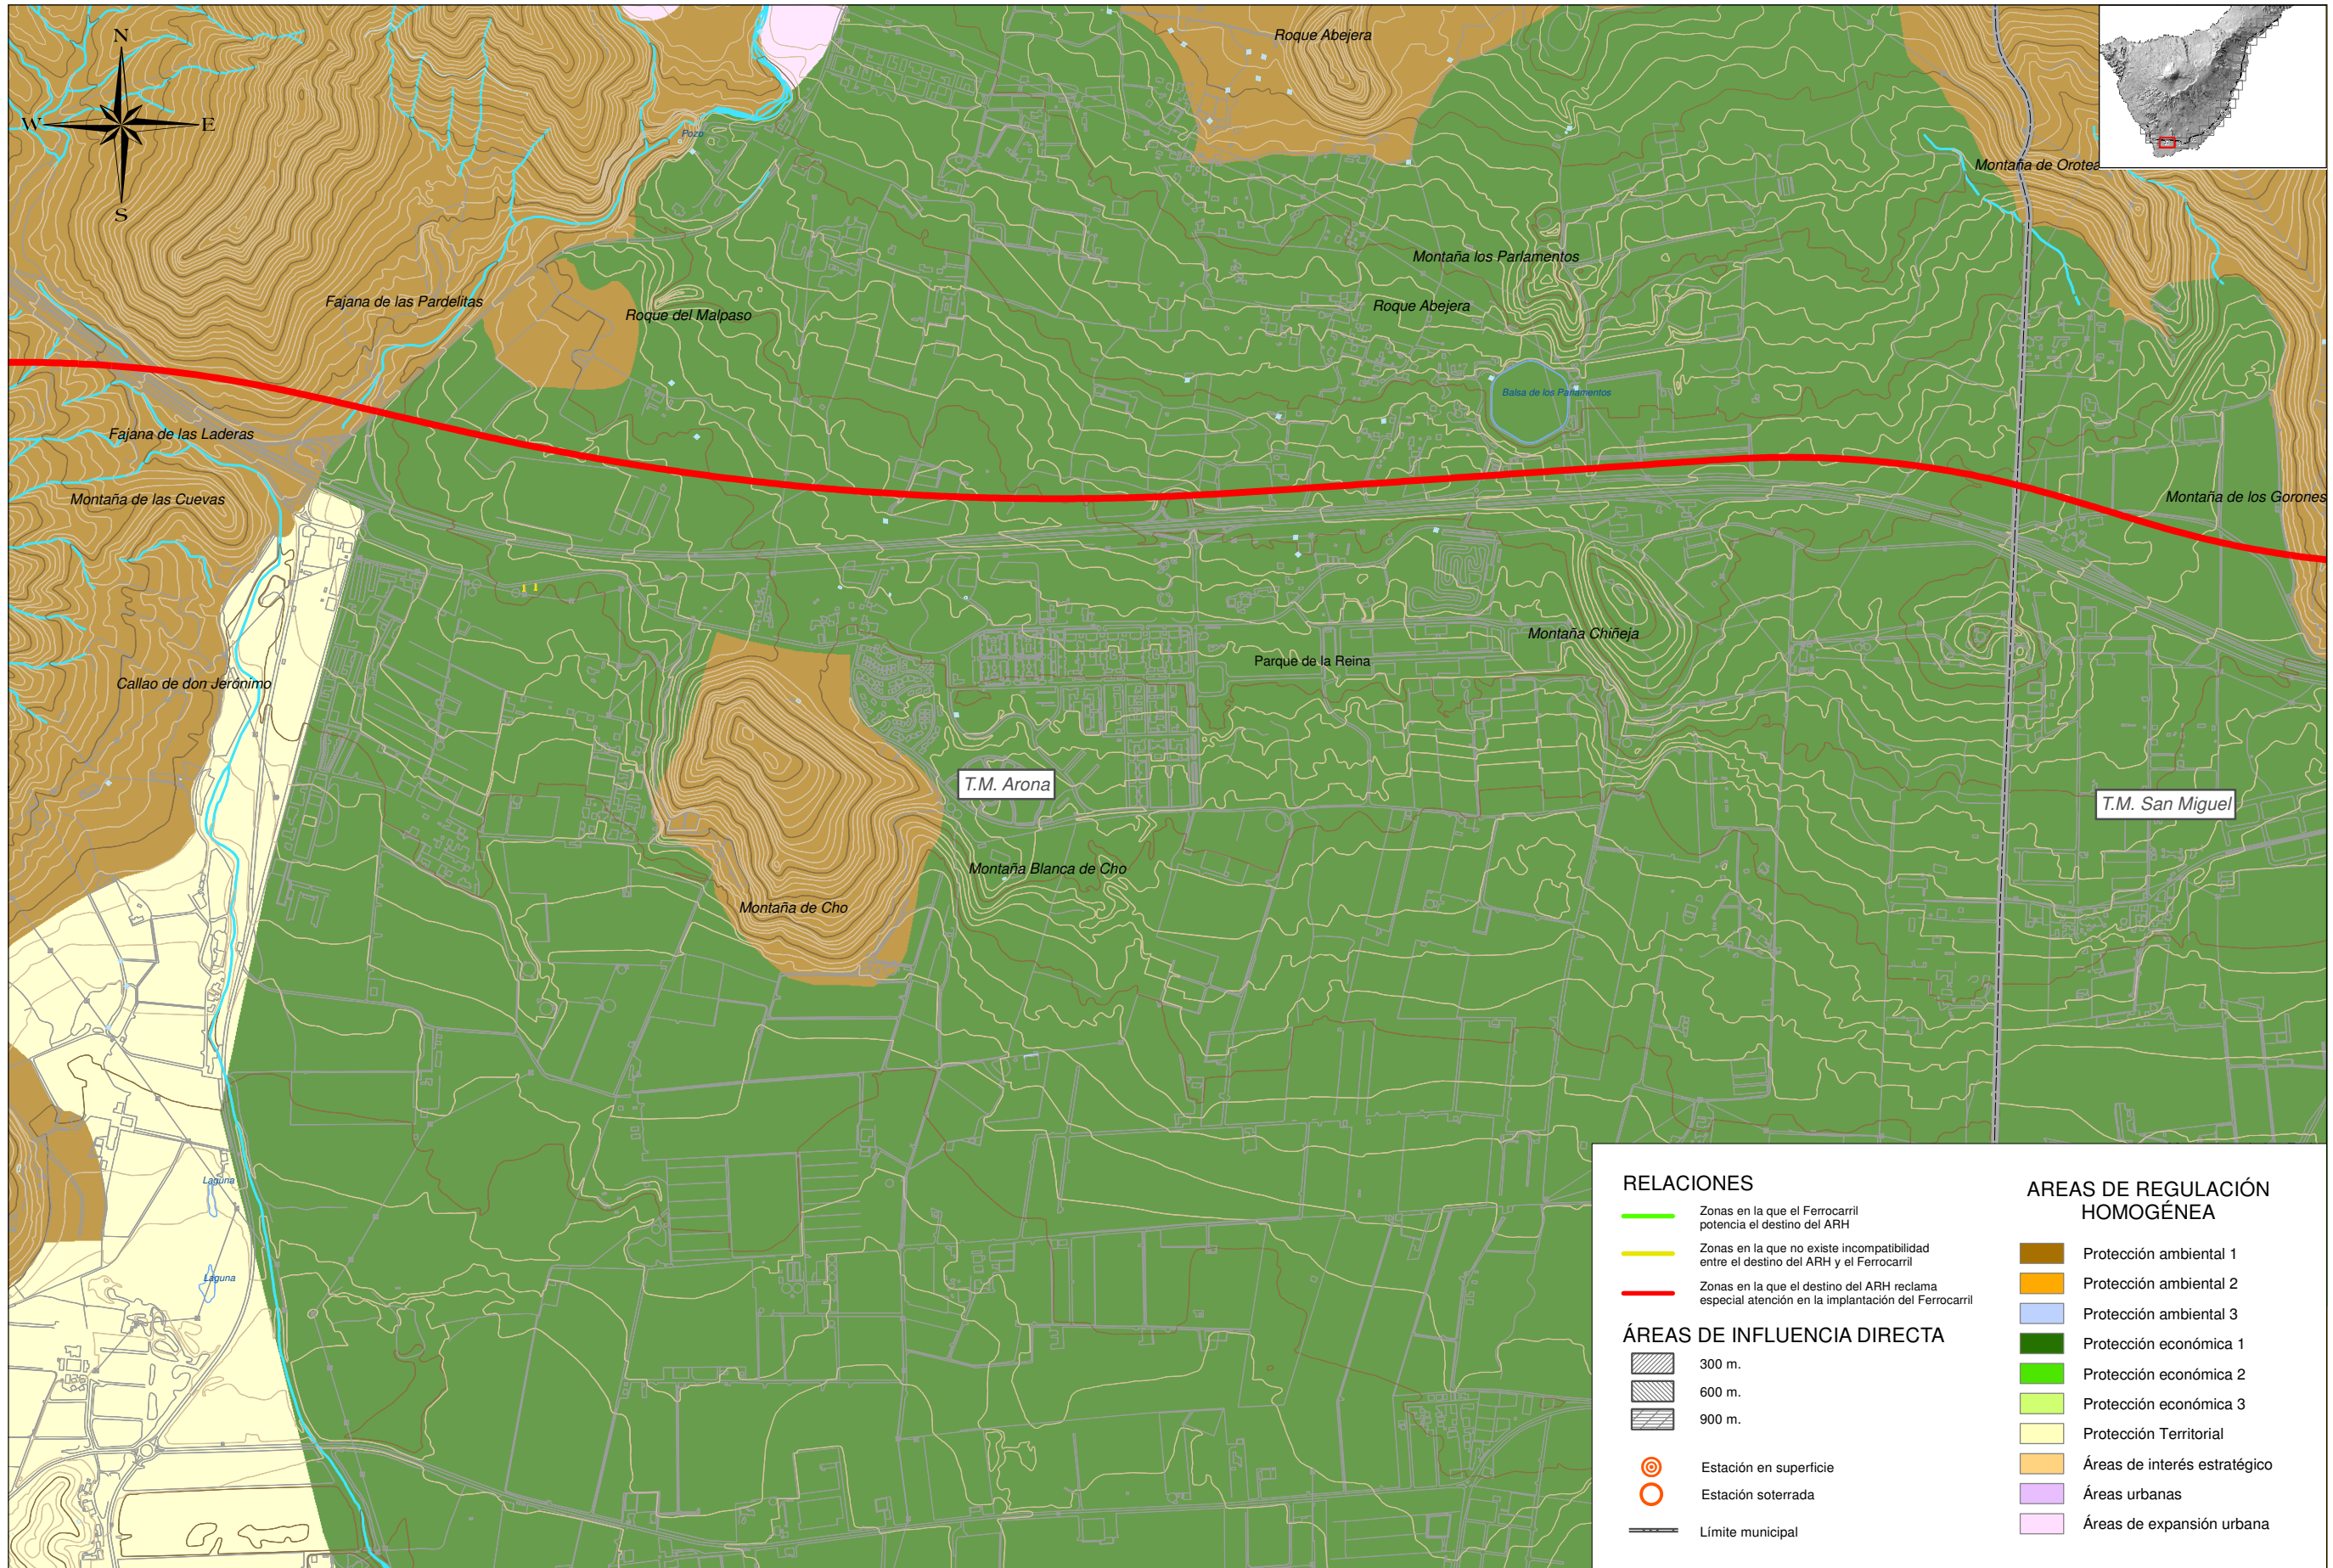 N
W
E
S
Roque Abejera
Pozo
Montaña de Orotea
Montaña los Parlamentos
Fajana de las Pardelitas
Roque Abejera
Roque del Malpaso
Balsa de los Parlamentos
Fajana de las Laderas
Montaña de las Cuevas
Montaña de los Gorones
Montaña Chiñeja
Parque de la Reina
Callao de don Jerónimo
T.M. Arona
T.M. San Miguel
Montaña Blanca de Cho
Montaña de Cho
Laguna
Laguna
RELACIONES
Zonas en la que el Ferrocarril
potencia el destino del ARH
Zonas en la que no existe incompatibilidad
entre el destino del ARH y el Ferrocarril
Zonas en la que el destino del ARH reclama
especial atención en la implantación del Ferrocarril
ÁREAS DE INFLUENCIA DIRECTA
300 m.
600 m.
900 m.
Estación en superficie
Estación soterrada
Límite municipal
AREAS DE REGULACIÓN
HOMOGÉNEA
Protección ambiental 1
Protección ambiental 2
Protección ambiental 3
Protección económica 1
Protección económica 2
Protección económica 3
Protección Territorial
Áreas de interés estratégico
Áreas urbanas
Áreas de expansión urbana